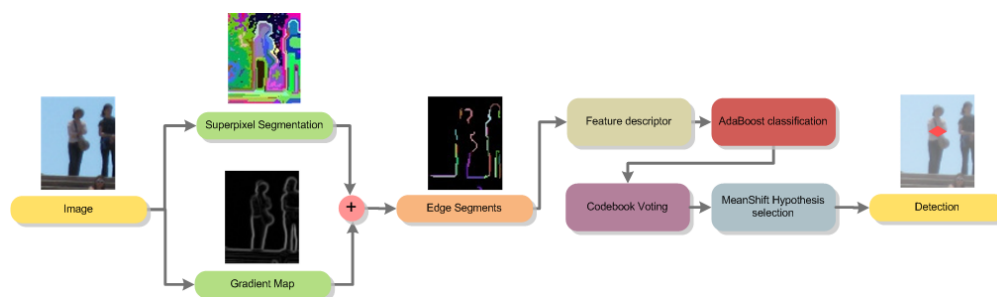 Image
Superpixel Segmentation
Gradient Map
+
Edge Segments
Feature descriptor
AdaBoost classification
Codebook Voting
MeanShift Hypothesis
selection
Detection